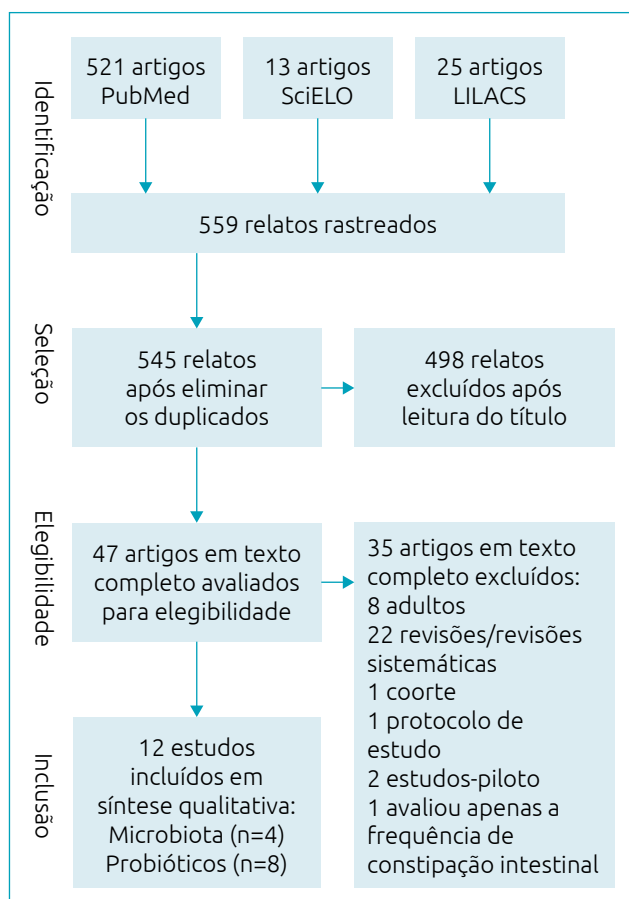 Identificação
521 artigos
PubMed
13 artigos
SciELO
25 artigos
LILACS
559 relatos rastreados
Seleção
545 relatos
após eliminar
os duplicados
498 relatos
excluídos após
leitura do título
Elegibilidade
47 artigos em texto
completo avaliados
para elegibilidade
35 artigos em texto
completo excluídos:
8 adultos
22 revisões/revisões
sistemáticas
1 coorte
1 protocolo de
estudo
2 estudos-piloto
1 avaliou apenas a
frequência de
constipação intestinal
Inclusão
12 estudos
incluídos em
síntese qualitativa:
Microbiota (n=4)
Probióticos (n=8)